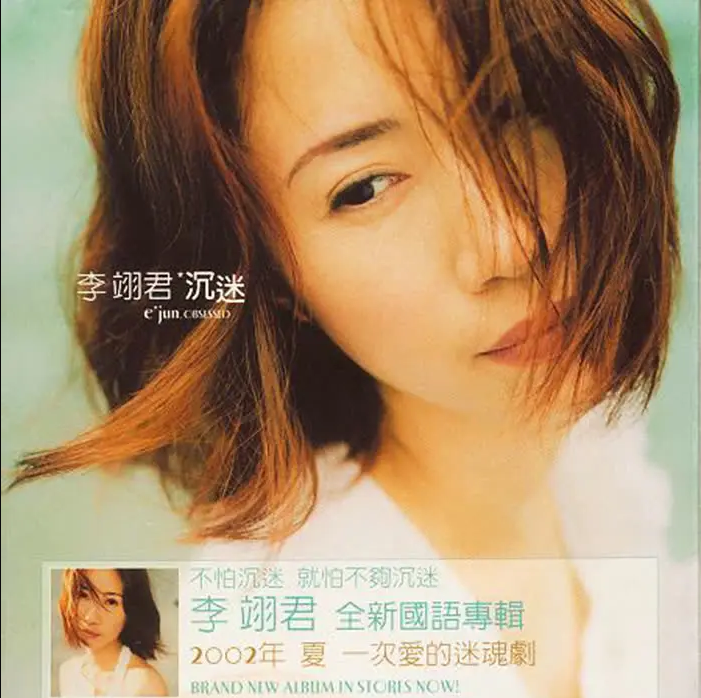 李翊君*沉迷
e*jun. OBSESSED
不怕沉迷 就怕不夠沉迷
李翊君 全新國語專輯
2002年 夏 一次愛的迷魂劇
BRAND NEW ALBUM IN STORES NOW!